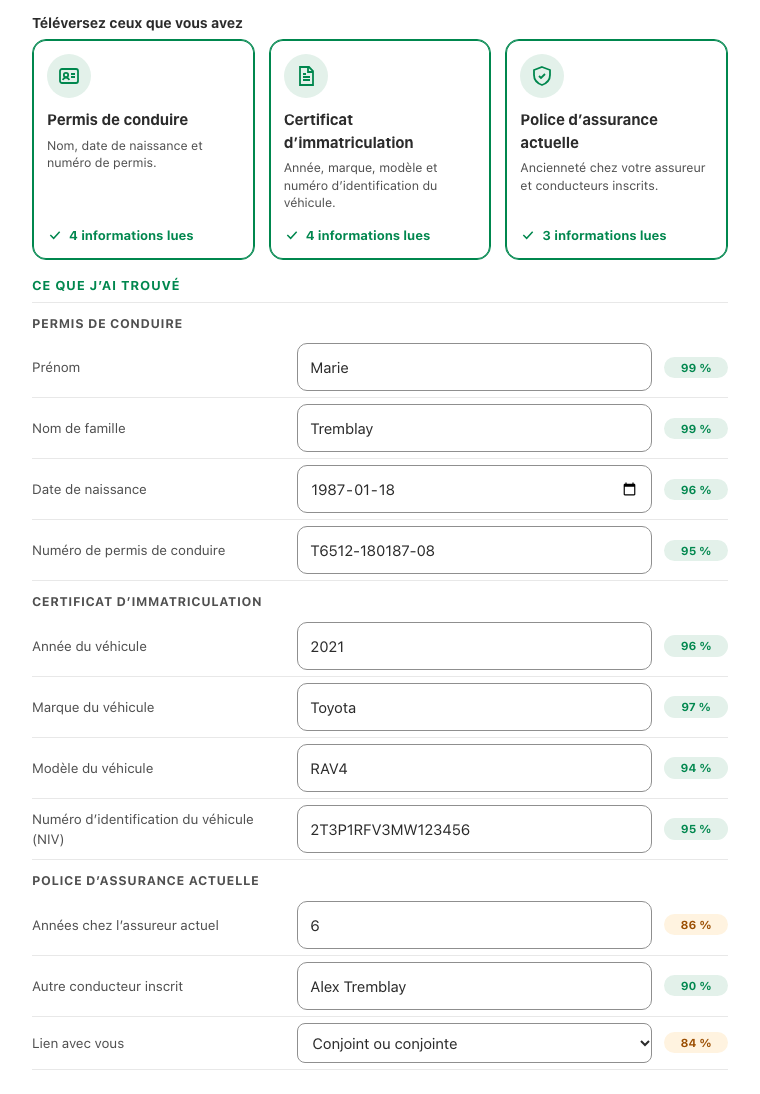 Téléversez ceux que vous avez
Permis de conduire
Nom, date de naissance et
numéro de permis.
4 informations lues
Certificat
d’immatriculation
Année, marque, modèle et
numéro d’identification du
véhicule.
4 informations lues
Police d’assurance
actuelle
Ancienneté chez votre assureur
et conducteurs inscrits.
3 informations lues
CE QUE J’AI TROUVÉ
PERMIS DE CONDUIRE
Prénom
Marie
99 %
Nom de famille
Tremblay
99 %
Date de naissance
1987-01-18
96 %
Numéro de permis de conduire
T6512-180187-08
95 %
CERTIFICAT D’IMMATRICULATION
Année du véhicule
2021
96 %
Marque du véhicule
Toyota
97 %
Modèle du véhicule
RAV4
94 %
Numéro d’identification du véhicule
(NIV)
2T3P1RFV3MW123456
95 %
POLICE D’ASSURANCE ACTUELLE
Années chez l’assureur actuel
6
86 %
Autre conducteur inscrit
Alex Tremblay
90 %
Lien avec vous
Conjoint ou conjointe
84 %